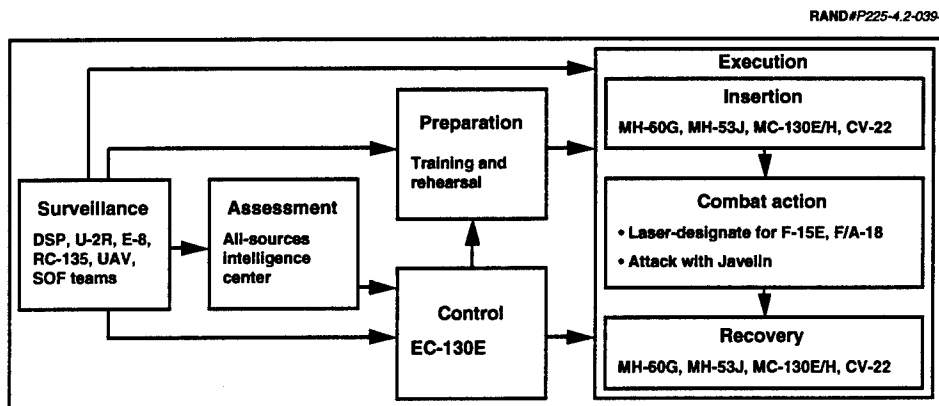 RAND#P225-4.2-039
Execution
Insertion
MH-60G, MH-53J, MC-130E/H, CV-22
Preparation
Training and
rehearsal
Surveillance
DSP, U-2R, E-8,
RC-135, UAV,
SOF teams
Assessment
All-sources
intelligence
center
Combat action
• Laser-designate for F-15E, F/A-18
• Attack with Javelin
Control
EC-130E
Recovery
MH-60G, MH-53J, MC-130E/H, CV-22